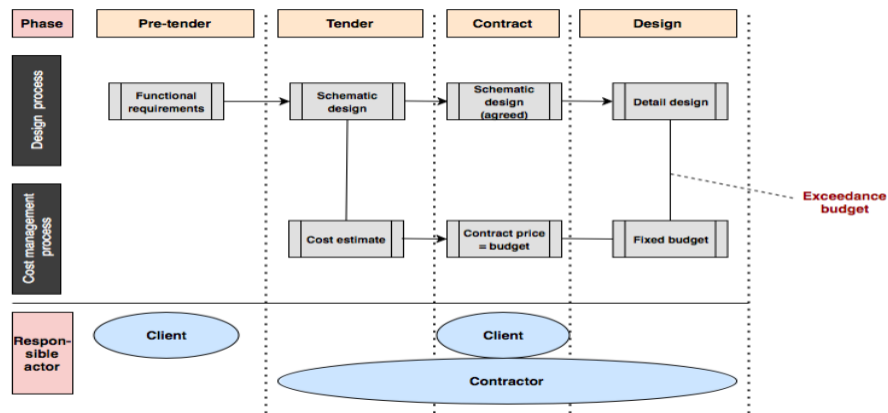 Phase
Pre-tender
Tender
Contract
Design
Design process
Functional
requirements
Schematic
design
Schematic
design
(agreed)
Detail design
Exceedance
budget
Cost management
process
Cost estimate
Contract price
= budget
Fixed budget
Respon-
sible
actor
Client
Client
Contractor